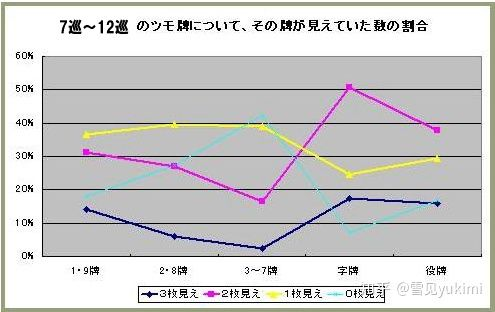 7巡～12巡 のツモ牌について、その牌が見えていた数の割合
60%
50%
40%
30%
20%
10%
0%
1・9牌 2・8牌 3～7牌 字牌 役牌
3枚見え 2枚見え 1枚見え 0枚見え
知乎 @雪见yukimi